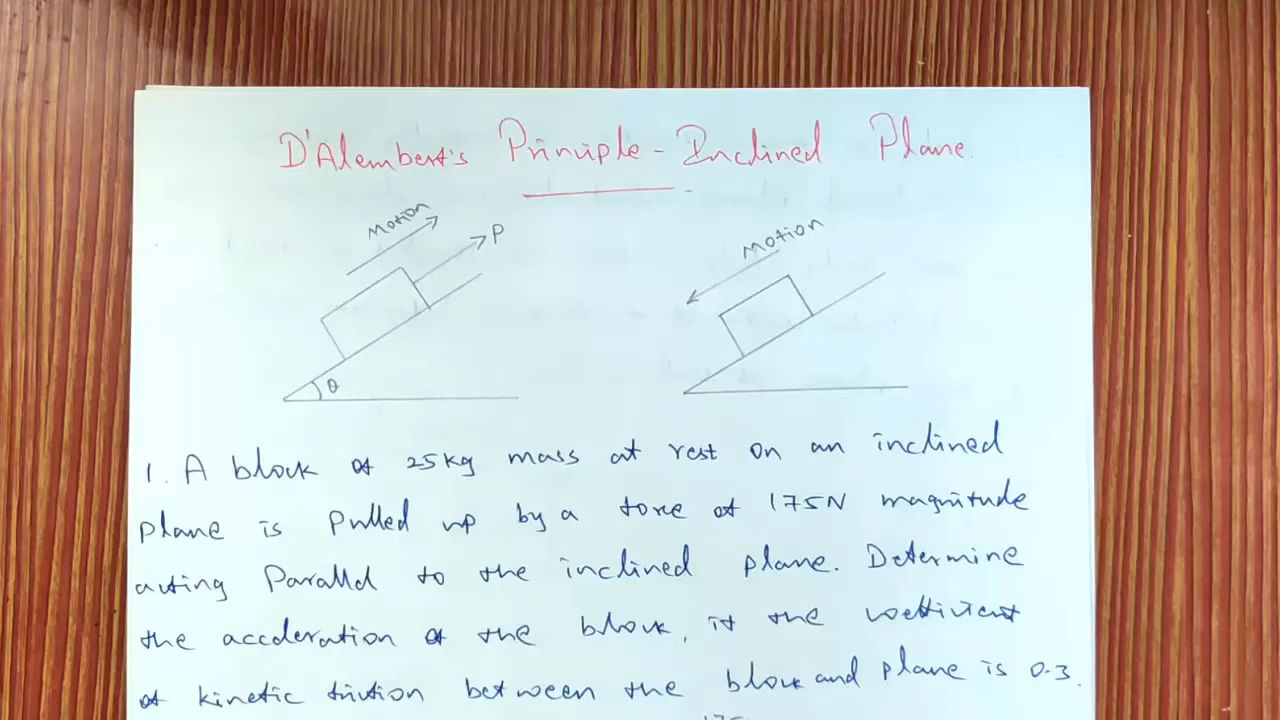 D'Alembert's Principle - Inclined Plane
Motion
P
θ
Motion
1. A block of 25kg mass at rest on an inclined
plane is Pulled up by a force of 175N magnitude
acting Parallel to the inclined plane. Determine
the acceleration of the block, if the coefficient
of kinetic friction between the block and plane is 0.3.